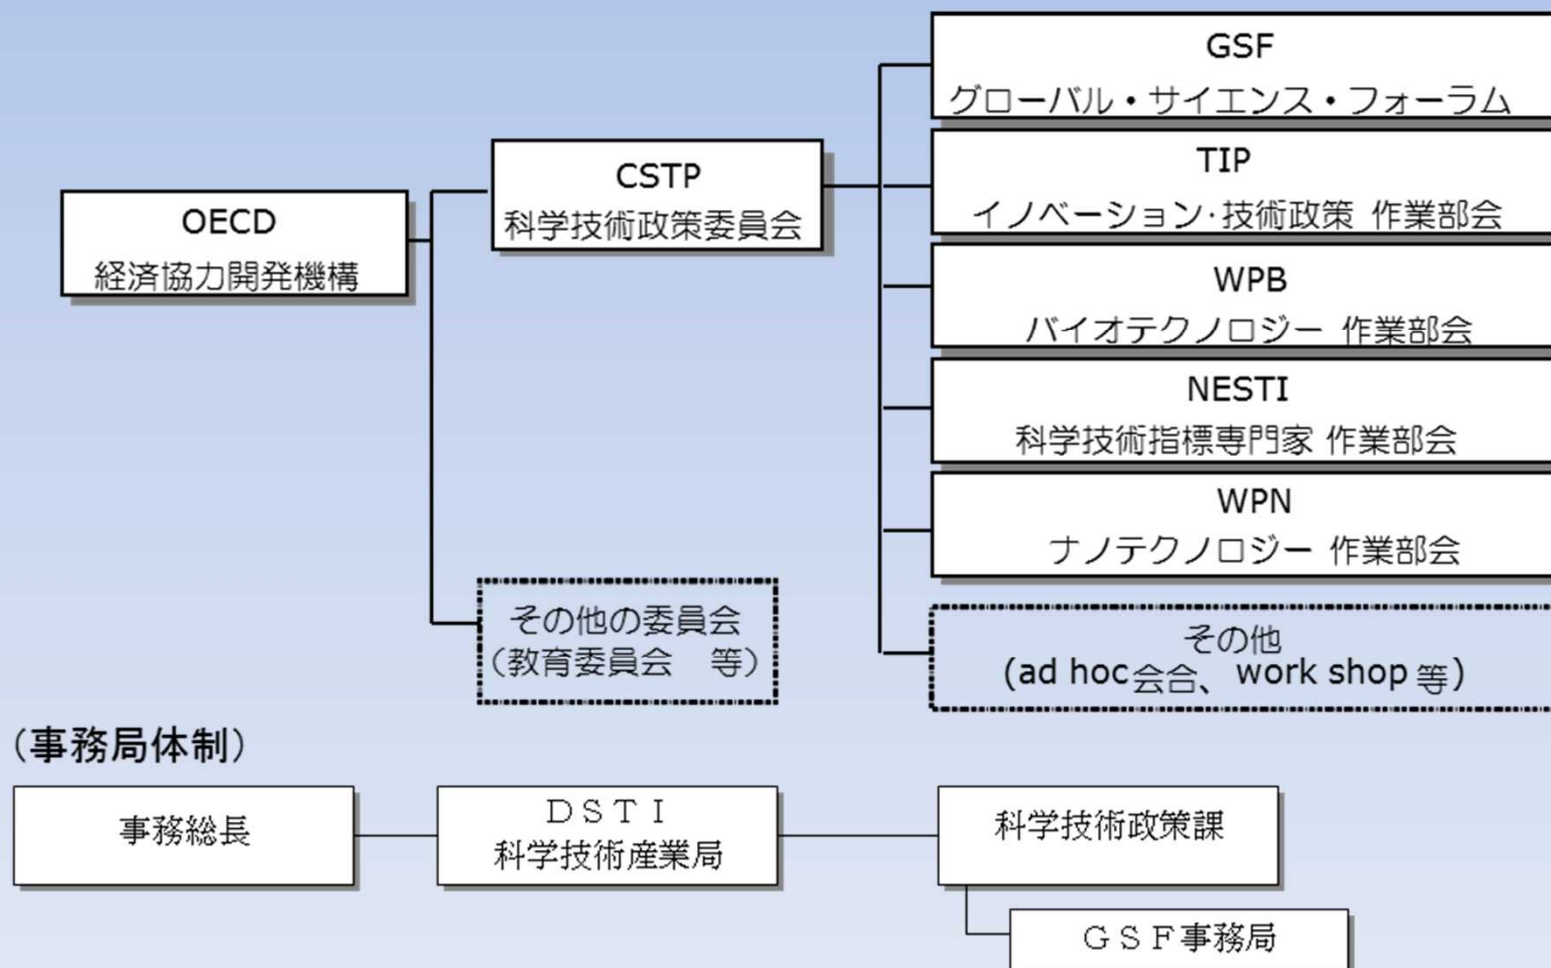 OECD
経済協力開発機構
CSTP
科学技術政策委員会
その他の委員会
(教育委員会　等)
GSF
グローバル・サイエンス・フォーラム
TIP
イノベーション･技術政策 作業部会
WPB
バイオテクノロジー 作業部会
NESTI
科学技術指標専門家 作業部会
WPN
ナノテクノロジー 作業部会
その他
(ad hoc会合、work shop 等)
(事務局体制)
事務総長
ＤＳＴＩ
科学技術産業局
科学技術政策課
ＧＳＦ事務局